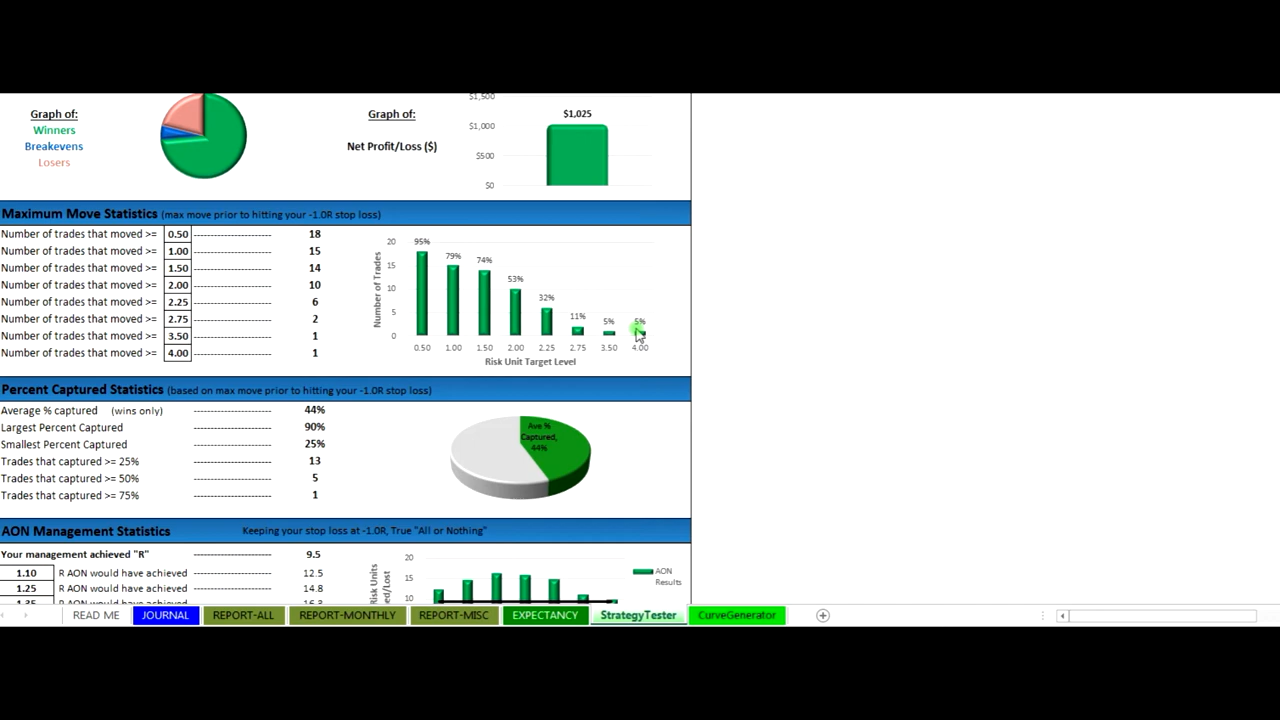 $1,500
Graph of:
Winners
Breakevens
Losers
Graph of:
Net Profit/Loss ($)
$1,025
$1,000
$500
$0
Maximum Move Statistics (max move prior to hitting your -1.0R stop loss)
Number of trades that moved >= 0.50 ---------------------- 18
Number of trades that moved >= 1.00 ---------------------- 15
Number of trades that moved >= 1.50 ---------------------- 14
Number of trades that moved >= 2.00 ---------------------- 10
Number of trades that moved >= 2.25 ---------------------- 6
Number of trades that moved >= 2.75 ---------------------- 2
Number of trades that moved >= 3.50 ---------------------- 1
Number of trades that moved >= 4.00 ---------------------- 1
Number of Trades
20
15
10
5
0
95% 79% 74% 53% 32% 11% 5% 5%
0.50 1.00 1.50 2.00 2.25 2.75 3.50 4.00
Risk Unit Target Level
Percent Captured Statistics (based on max move prior to hitting your -1.0R stop loss)
Average % captured (wins only) ---------------------- 44%
Largest Percent Captured ---------------------- 90%
Smallest Percent Captured ---------------------- 25%
Trades that captured >= 25% ---------------------- 13
Trades that captured >= 50% ---------------------- 5
Trades that captured >= 75% ---------------------- 1
Ave %
Captured,
44%
AON Management Statistics Keeping your stop loss at -1.0R, True "All or Nothing"
Your management achieved "R" ---------------------- 9.5
1.10 R AON would have achieved ---------------------- 12.5
1.25 R AON would have achieved ---------------------- 14.8
Risk Units
20
15
10
AON
Results
READ ME JOURNAL REPORT-ALL REPORT-MONTHLY REPORT-MISC EXPECTANCY StrategyTester CurveGenerator